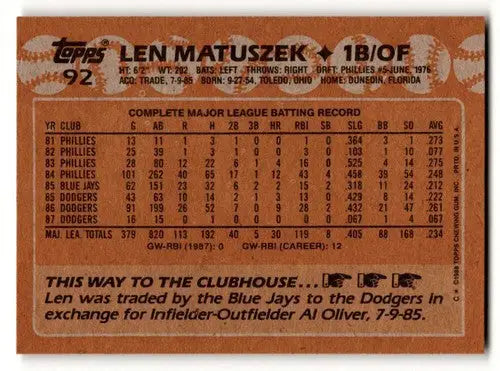 Topps LEN MATUSZEK ✦ 1B/OF
92 HT: 6'2" WT: 202 BATS: LEFT THROWS: RIGHT DRFT: PHILLIES #5-JUNE, 1976
ACQ: TRADE, 7-9-85 BORN: 9-27-54, TOLEDO, OHIO HOME: DUNEDIN, FLORIDA
COMPLETE MAJOR LEAGUE BATTING RECORD
YR CLUB G AB R H 2B 3B HR RBI SB SLG BB SO AVG
81 PHILLIES 13 11 1 3 1 0 0 1 0 .364 3 1 .273
82 PHILLIES 25 39 1 3 1 0 0 3 0 .103 1 10 .077
83 PHILLIES 28 80 12 22 6 1 4 16 0 .525 4 14 .275
84 PHILLIES 101 262 40 65 17 1 12 43 4 .458 39 54 .248
85 BLUE JAYS 62 151 23 32 2 15 2 .318 11 24 .212
85 DODGERS 43 63 10 14 2 1 3 13 0 .429 8 14 .222
86 DODGERS 91 199 26 52 7 0 9 28 2 .432 21 47 .261
87 DODGERS 16 15 0 1 0 0 0 0 0 .067 1 4 .067
MAJ. LEA. TOTALS 379 820 113 192 40 5 30 119 8 .405 88 168 .234
GW-RBI (1987): 0 GW-RBI (CAREER): 12
THIS WAY TO THE CLUBHOUSE...
Len was traded by the Blue Jays to the Dodgers in
exchange for Infielder-Outfielder Al Oliver, 7-9-85.
C * ©1988 TOPPS CHEWING GUM, INC. PRTD. IN U.S.A.